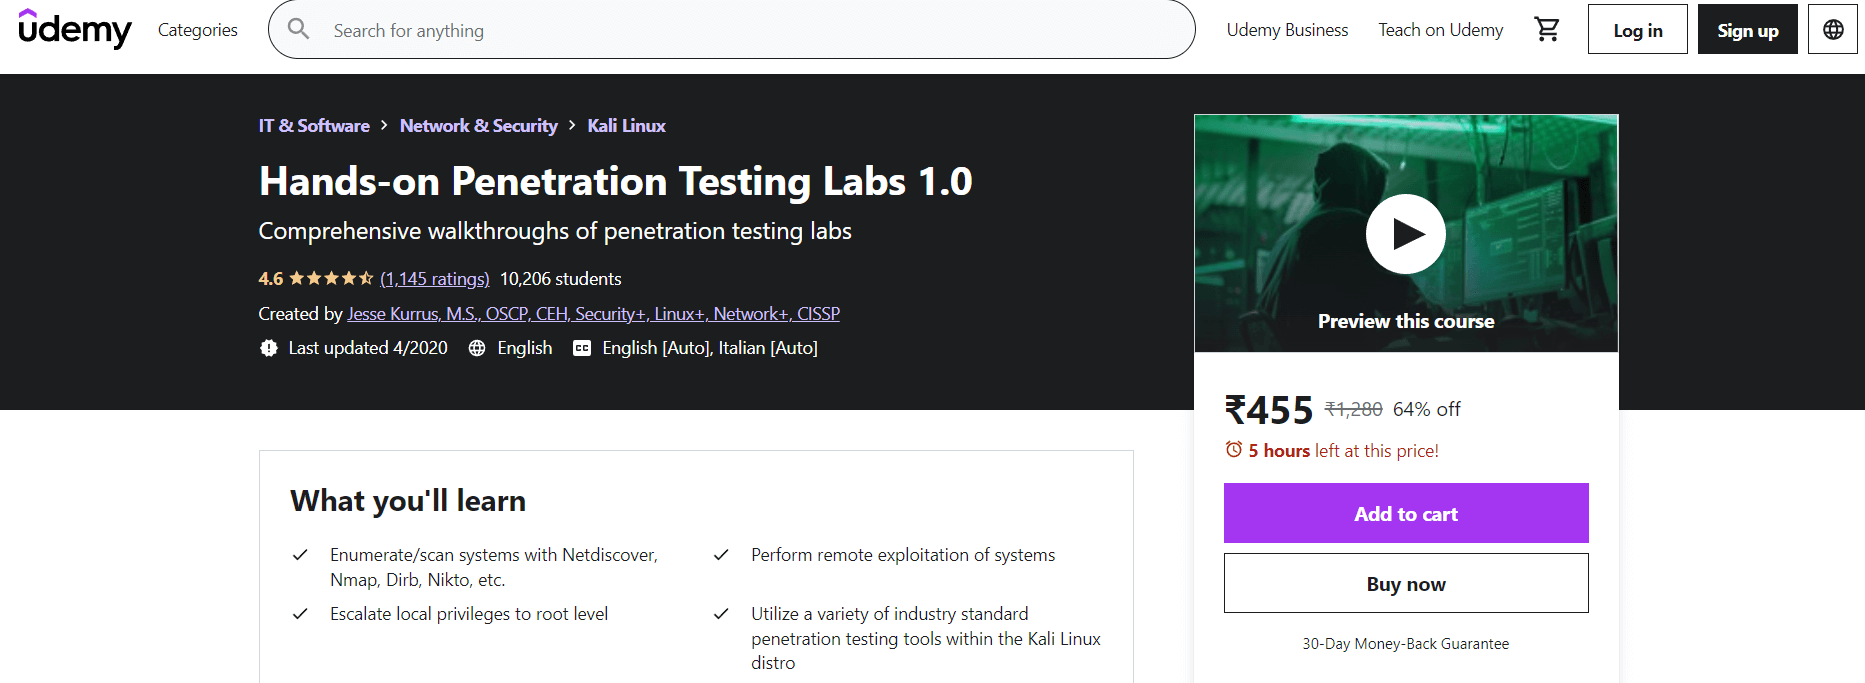 udemy Categories Search for anything Udemy Business Teach on Udemy Log in Sign up
IT & Software > Network & Security > Kali Linux
Hands-on Penetration Testing Labs 1.0
Comprehensive walkthroughs of penetration testing labs
4.6 (1,145 ratings) 10,206 students
Created by Jesse Kurrus, M.S., OSCP, CEH, Security+, Linux+, Network+, CISSP
Last updated 4/2020 English CC English [Auto], Italian [Auto]
Preview this course
₹455 ₹1,280 64% off
5 hours left at this price!
Add to cart
Buy now
30-Day Money-Back Guarantee
What you'll learn
Enumerate/scan systems with Netdiscover,
Nmap, Dirb, Nikto, etc.
Perform remote exploitation of systems
Escalate local privileges to root level
Utilize a variety of industry standard
penetration testing tools within the Kali Linux
distro